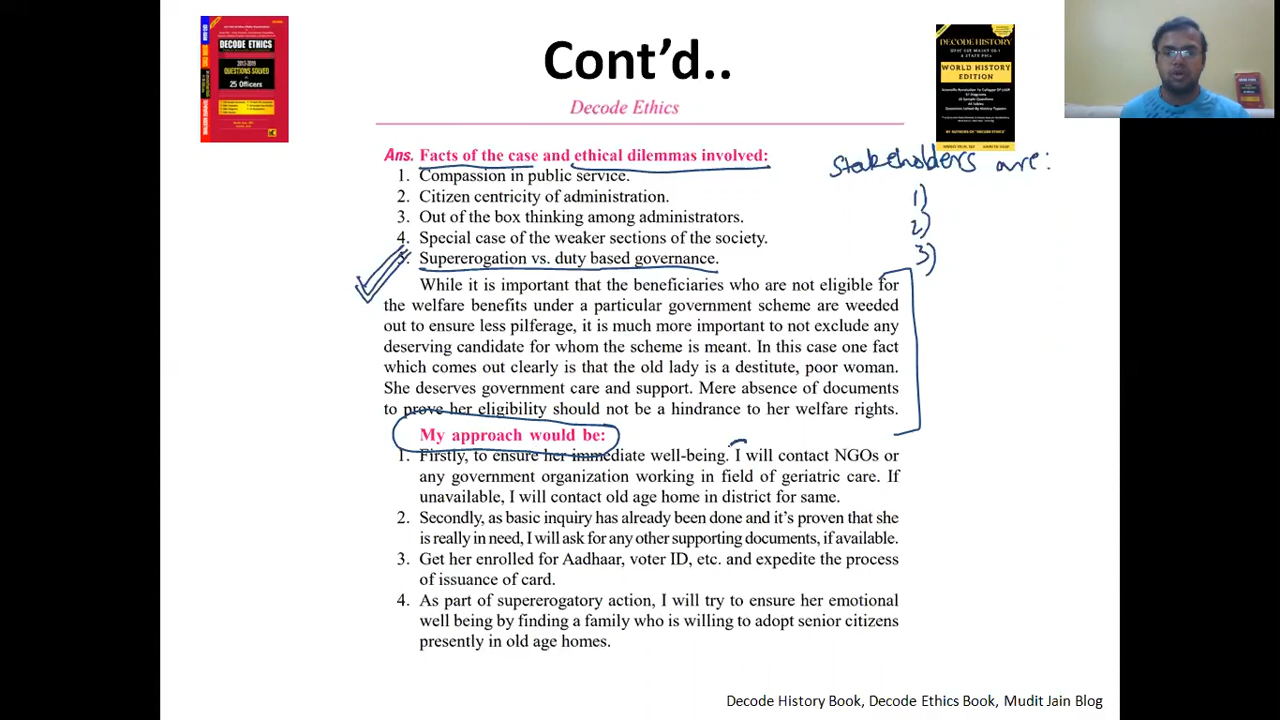 Cont'd..
DECODE ETHICS
2013-2019
QUESTIONS SOLVED
25 Officers
DECODE HISTORY
WORLD HISTORY
EDITION
BY AUTHORS OF "DECODE ETHICS"
Decode Ethics
Stakeholders are:
1)
2)
3)
Ans. Facts of the case and ethical dilemmas involved:
1. Compassion in public service.
2. Citizen centricity of administration.
3. Out of the box thinking among administrators.
4. Special case of the weaker sections of the society.
5. Supererogation vs. duty based governance.
While it is important that the beneficiaries who are not eligible for
the welfare benefits under a particular government scheme are weeded
out to ensure less pilferage, it is much more important to not exclude any
deserving candidate for whom the scheme is meant. In this case one fact
which comes out clearly is that the old lady is a destitute, poor woman.
She deserves government care and support. Mere absence of documents
to prove her eligibility should not be a hindrance to her welfare rights.
My approach would be:
1. Firstly, to ensure her immediate well-being. I will contact NGOs or
any government organization working in field of geriatric care. If
unavailable, I will contact old age home in district for same.
2. Secondly, as basic inquiry has already been done and it's proven that she
is really in need, I will ask for any other supporting documents, if available.
3. Get her enrolled for Aadhaar, voter ID, etc. and expedite the process
of issuance of card.
4. As part of supererogatory action, I will try to ensure her emotional
well being by finding a family who is willing to adopt senior citizens
presently in old age homes.
Decode History Book, Decode Ethics Book, Mudit Jain Blog